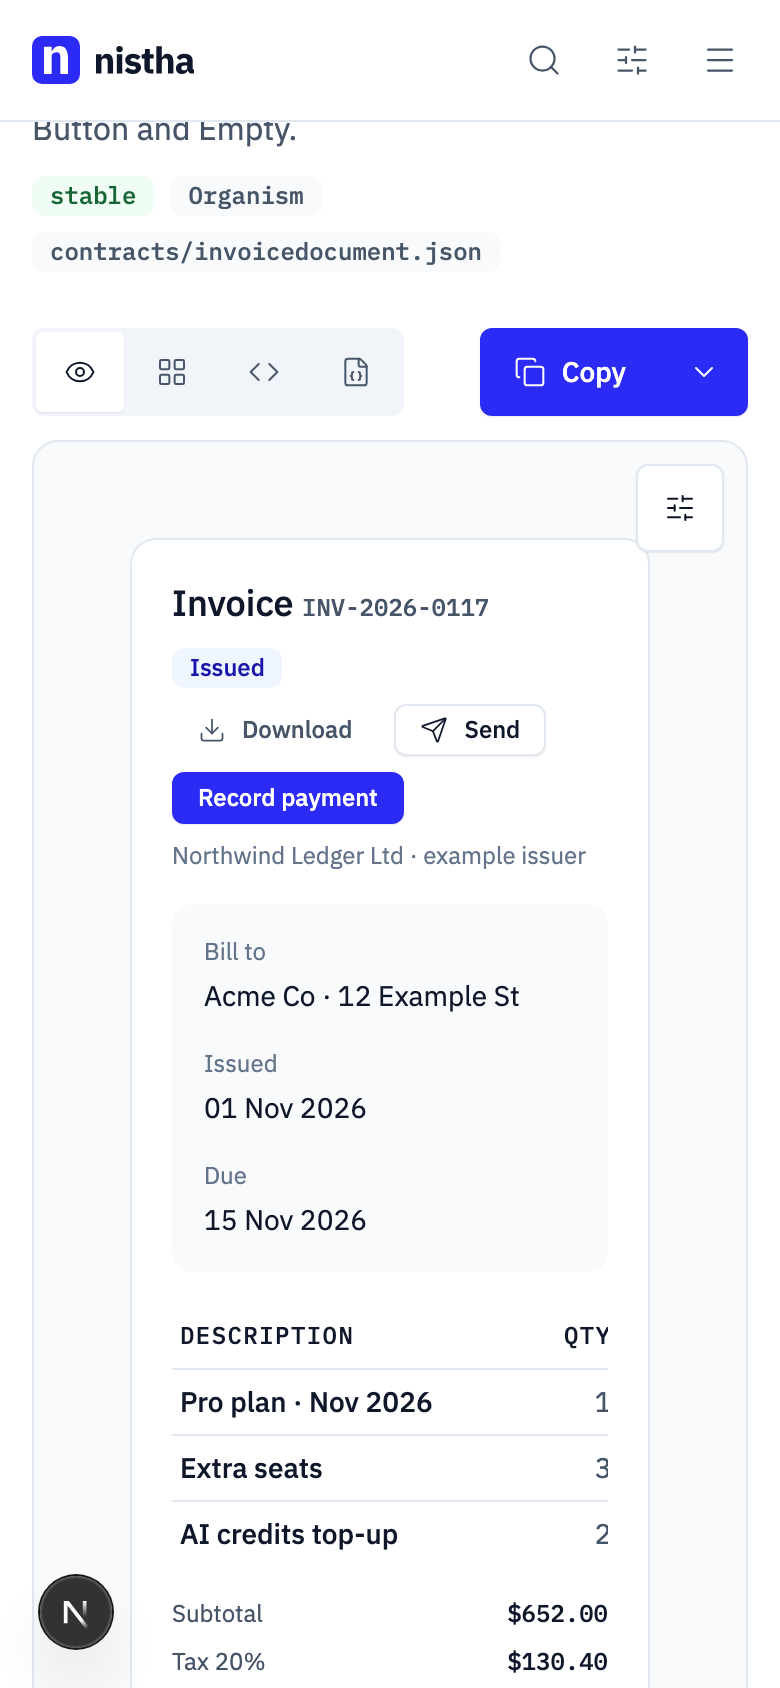 n nistha
Button and Empty.
stable Organism
contracts/invoicedocument.json
Copy
Invoice INV-2026-0117
Issued
Download Send
Record payment
Northwind Ledger Ltd · example issuer
Bill to
Acme Co · 12 Example St
Issued
01 Nov 2026
Due
15 Nov 2026
DESCRIPTION QTY
Pro plan · Nov 2026 1
Extra seats 3
AI credits top-up 2
Subtotal $652.00
Tax 20% $130.40
N